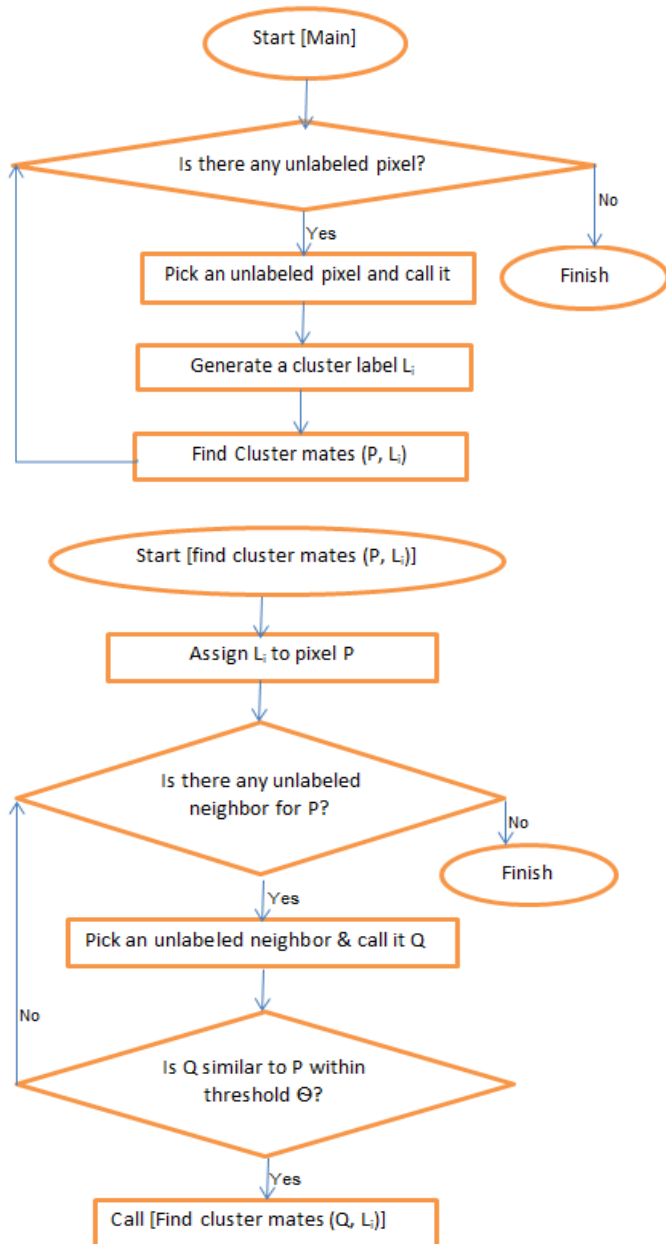 Start [Main]
Is there any unlabeled pixel?
No
Yes
Pick an unlabeled pixel and call it
Finish
Generate a cluster label Lᵢ
Find Cluster mates (P, Lᵢ)
Start [find cluster mates (P, Lᵢ)]
Assign Lᵢ to pixel P
Is there any unlabeled
neighbor for P?
No
Finish
Yes
Pick an unlabeled neighbor & call it Q
No
Is Q similar to P within
threshold Θ?
Yes
Call [Find cluster mates (Q, Lᵢ)]